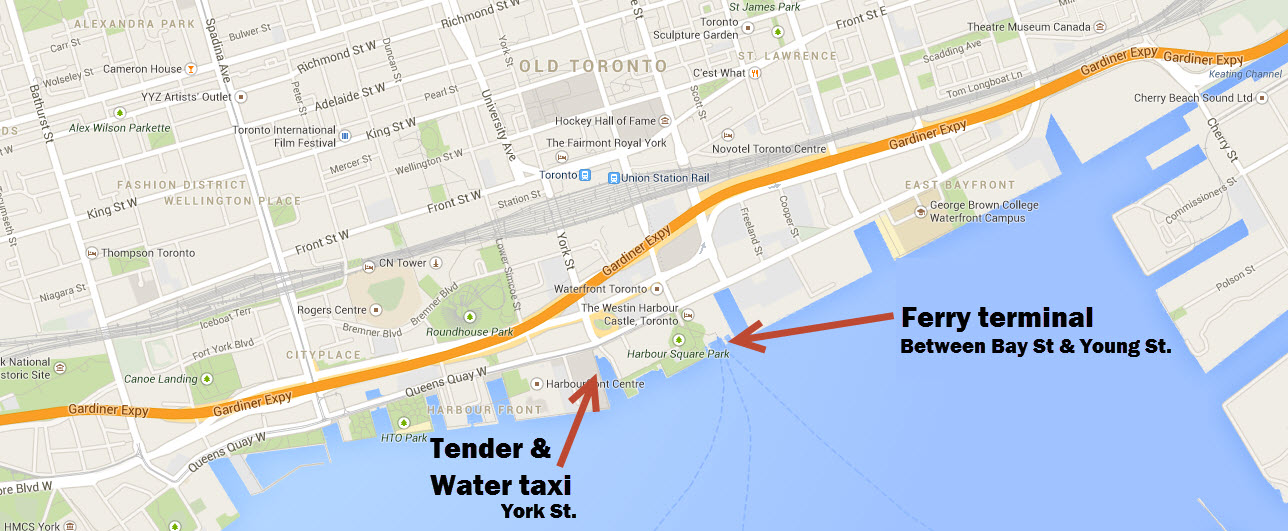 ALEXANDRA PARK
Bulwer St
Richmond St W
St James Park
Carr St
Spadina Ave
Front St E
Toronto
Sculpture Garden
Theatre Museum Canada
Duncan St
York St
Cameron House
Wolseley St
Richmond St W
Peter St
OLD TORONTO
ST. LAWRENCE
Scadding Ave
Gardiner Expy
Gardiner Expy
Keating Channel
C'est What
Tom Longboat Ln
Bathurst St
YYZ Artists' Outlet
Adelaide St W
Pearl St
University Ave
Scott St
Cherry Beach Sound Ltd
Alex Wilson Parkette
Toronto International
Film Festival
King St W
Hockey Hall of Fame
Gardiner Expy
Cherry St
The Fairmont Royal York
Novotel Toronto Centre
Mercer St
Wellington St W
Toronto
Union Station Rail
FASHION DISTRICT
WELLINGTON PLACE
EAST BAYFRONT
King St W
Front St W
Station St
George Brown College
Waterfront Campus
Commissioners St
Cooper St
Freeland St
Front St W
York St
Lower Simcoe St
Gardiner Expy
Thompson Toronto
CN Tower
Niagara St
Waterfront Toronto
Polson St
Bremner Blvd
Rogers Centre
Iceboat Terr
Bremner Blvd
Roundhouse Park
The Westin Harbour
Castle, Toronto
Ferry terminal
Between Bay St & Young St.
Fort York Blvd
CITYPLACE
Harbour Square Park
k National
storic Site
Canoe Landing
Queens Quay W
Harbourfront Centre
Gardiner Expy
Gardiner Expy
HARBOUR FRONT
HTO Park
Queens Quay W
Tender &
Water taxi
York St.
ore Blvd W
HMCS York